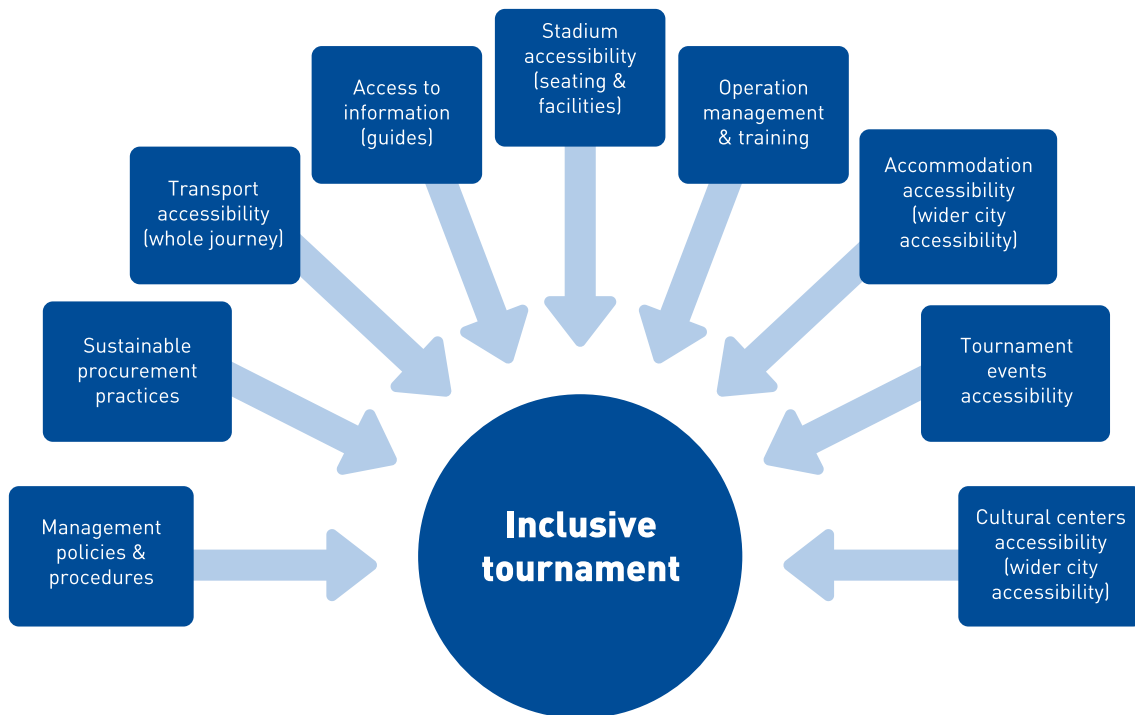 Stadium
accessibility
(seating &
facilities)
Access to
information
(guides)
Operation
management
& training
Transport
accessibility
(whole journey)
Accommodation
accessibility
(wider city
accessibility)
Sustainable
procurement
practices
Tournament
events
accessibility
Management
policies &
procedures
Cultural centers
accessibility
(wider city
accessibility)
Inclusive
tournament